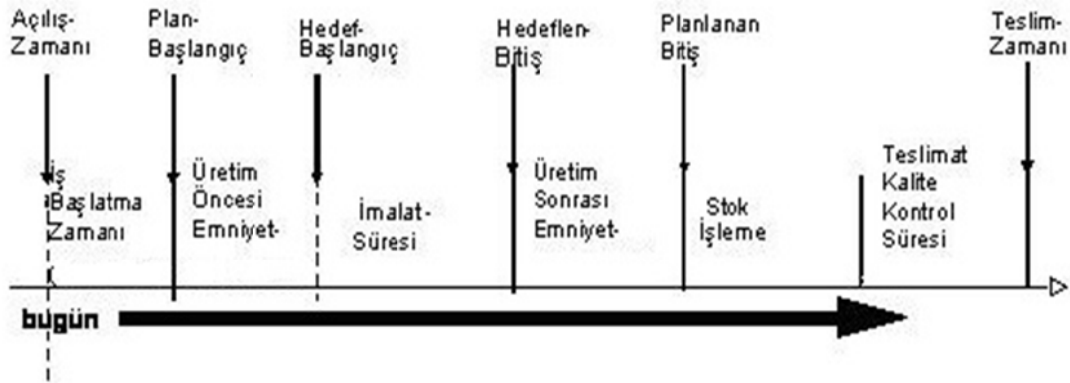 Açılış-
Zamanı
Plan-
Başlangıç
Hedef-
Başlangıç
Hedeflen-
Bitiş
Planlanan
Bitiş
Teslim-
Zamanı
İş
Başlatma
Zamanı
Üretim
Öncesi
Emniyet-
İmalat-
Süresi
Üretim
Sonrası
Emniyet-
Stok
İşleme
Teslimat
Kalite
Kontrol
Süresi
bugün